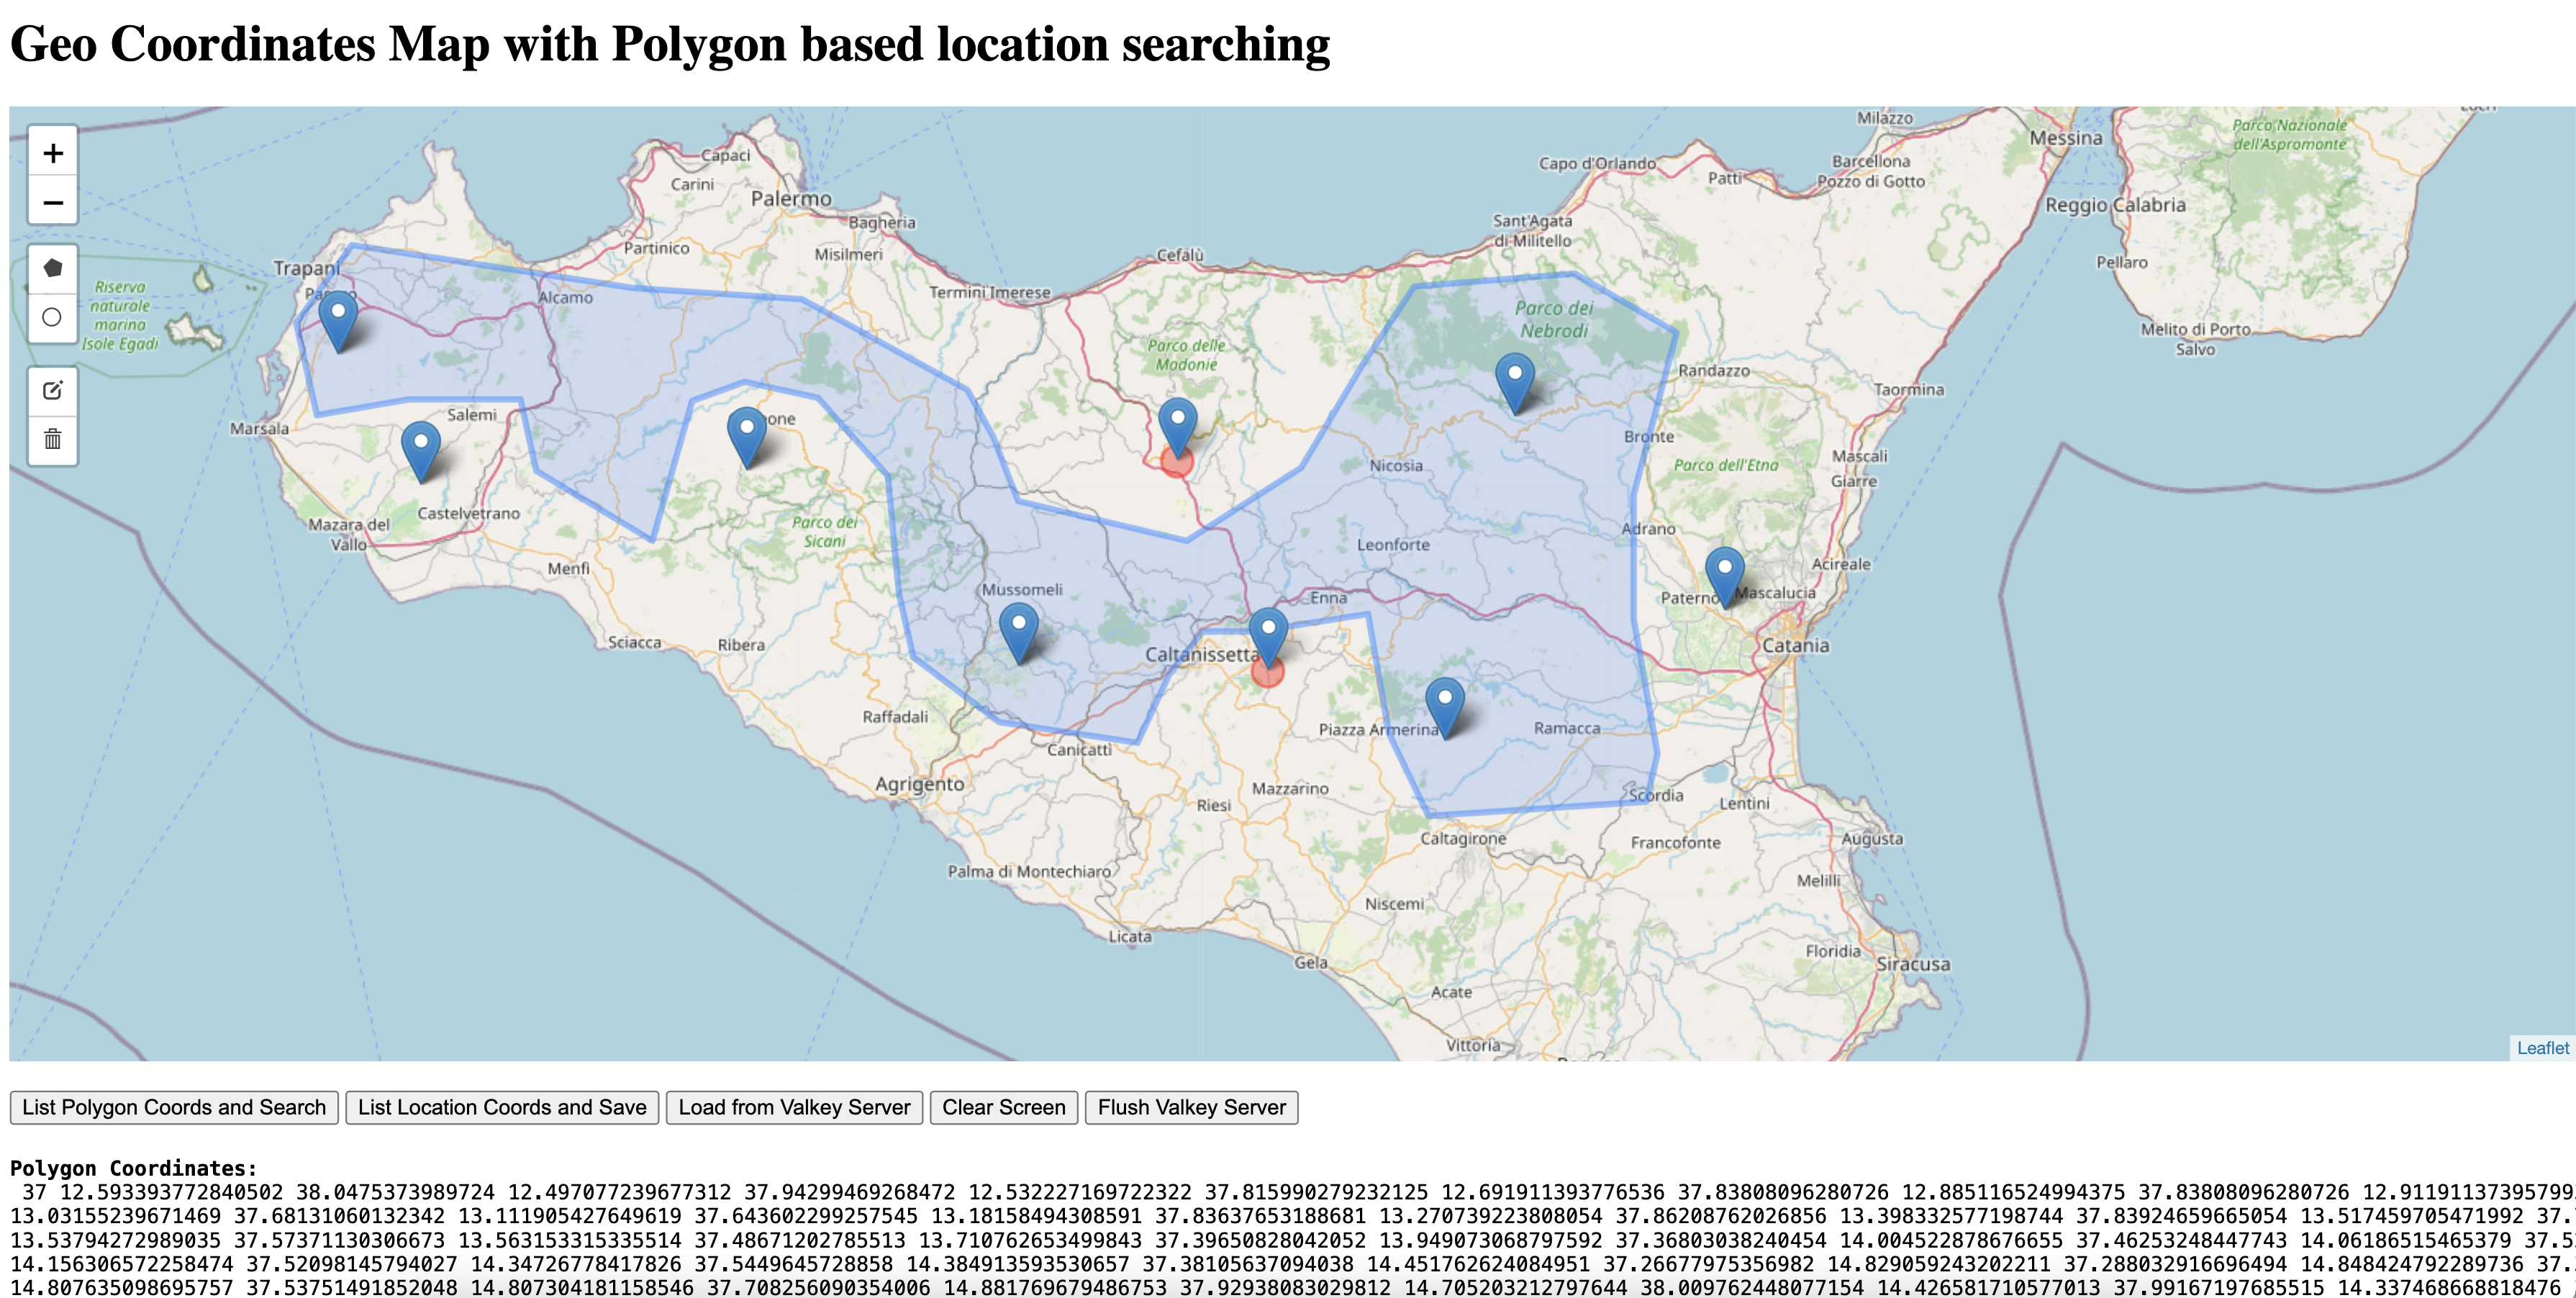 Geo Coordinates Map with Polygon based location searching
+
−
Capaci
Carini
Palermo
Bagheria
Partinico
Misilmeri
Trapani
Alcamo
Riserva
naturale
marina
Isole Egadi
Termini Imerese
Cefalù
Capo d'Orlando
Patti
Milazzo
Barcellona
Pozzo di Gotto
Messina
Parco Nazionale
dell'Aspromonte
Reggio Calabria
Sant'Agata
di Militello
Pellaro
Melito di Porto
Salvo
Parco dei
Nebrodi
Parco delle
Madonie
Randazzo
Taormina
Salemi
Marsala
Bronte
Nicosia
Parco dell'Etna
Mascali
Giarre
Castelvetrano
Mazara del
Vallo
Parco dei
Sicani
Adrano
Leonforte
Menfi
Acireale
Mussomeli
Enna
Paternò
Mascalucia
Sciacca
Ribera
Caltanissetta
Catania
Raffadali
Piazza Armerina
Ramacca
Canicattì
Agrigento
Mazzarino
Riesi
Scordia
Lentini
Caltagirone
Francofonte
Augusta
Palma di Montechiaro
Melilli
Niscemi
Licata
Floridia
Siracusa
Gela
Acate
Vittoria
Leaflet
List Polygon Coords and Search
List Location Coords and Save
Load from Valkey Server
Clear Screen
Flush Valkey Server
Polygon Coordinates:
37 12.593393772840502 38.0475373989724 12.497077239677312 37.94299469268472 12.532227169722322 37.815990279232125 12.691911393776536 37.83808096280726 12.885116524994375 37.83808096280726 12.91191137395799
13.03155239671469 37.68131060132342 13.111905427649619 37.643602299257545 13.18158494308591 37.83637653188681 13.270739223808054 37.86208762026856 13.398332577198744 37.83924659665054 13.517459705471992 37.
13.53794272989035 37.57371130306673 13.563153315335514 37.48671202785513 13.710762653499843 37.39650828042052 13.949073068797592 37.36803038240454 14.004522878676655 37.46253248447743 14.06186515465379 37.5
14.156306572258474 37.52098145794027 14.34726778417826 37.5449645728858 14.384913593530657 37.38105637094038 14.451762624084951 37.26677975356982 14.829059243202211 37.288032916696494 14.848424792289736 37.
14.807635098695757 37.53751491852048 14.807304181158546 37.708256090354006 14.881769679486753 37.92938083029812 14.705203212797644 38.009762448077154 14.426581710577013 37.99167197685515 14.337468668818476